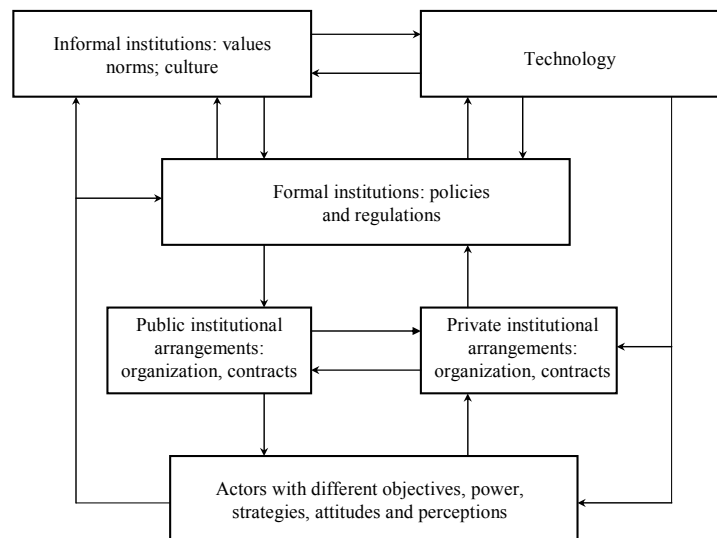 Informal institutions: values
norms; culture
Technology
Formal institutions: policies
and regulations
Public institutional
arrangements:
organization, contracts
Private institutional
arrangements:
organization, contracts
Actors with different objectives, power,
strategies, attitudes and perceptions